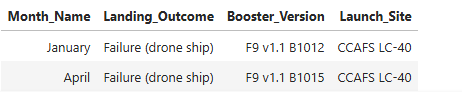 Month_Name Landing_Outcome Booster_Version Launch_Site
January Failure (drone ship) F9 v1.1 B1012 CCAFS LC-40
April Failure (drone ship) F9 v1.1 B1015 CCAFS LC-40